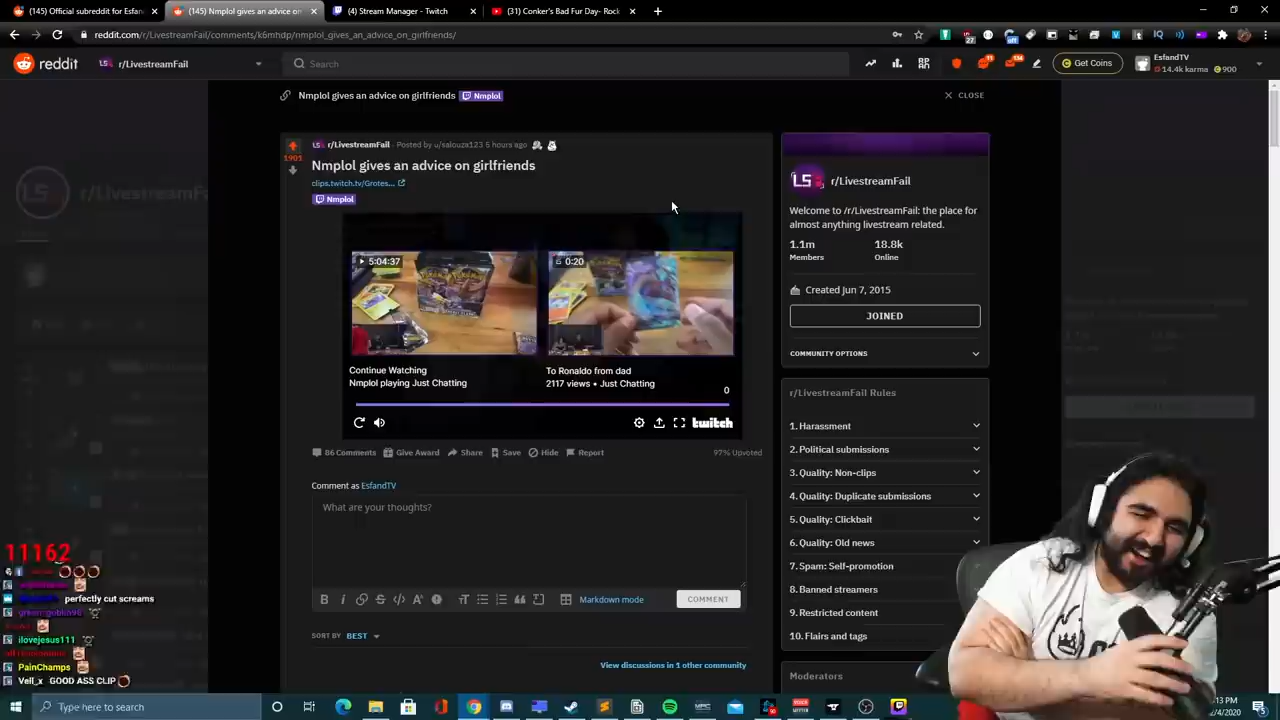 (145) Official subreddit for Esfand
(145) Nmplol gives an advice on g
(4) Stream Manager - Twitch
(31) Conker's Bad Fur Day- Rock
reddit.com/r/LivestreamFail/comments/k6mhdp/nmplol_gives_an_advice_on_girlfriends/
reddit
r/LivestreamFail
Search
Get Coins
EsfandTV
14.4k karma
900
Nmplol gives an advice on girlfriends
Nmplol
CLOSE
1901
r/LivestreamFail · Posted by u/salouza123 5 hours ago
Nmplol gives an advice on girlfriends
clips.twitch.tv/Grotes...
Nmplol
5:04:37
0:20
Continue Watching
Nmplol playing Just Chatting
To Ronaldo from dad
2117 views • Just Chatting
0
twitch
86 Comments
Give Award
Share
Save
Hide
Report
97% Upvoted
Comment as EsfandTV
What are your thoughts?
Markdown mode
COMMENT
SORT BY BEST
View discussions in 1 other community
r/LivestreamFail
Welcome to /r/LivestreamFail: the place for
almost anything livestream related.
1.1m
Members
18.8k
Online
Created Jun 7, 2015
JOINED
COMMUNITY OPTIONS
r/LivestreamFail Rules
1. Harassment
2. Political submissions
3. Quality: Non-clips
4. Quality: Duplicate submissions
5. Quality: Clickbait
6. Quality: Old news
7. Spam: Self-promotion
8. Banned streamers
9. Restricted content
10. Flairs and tags
Moderators
11162
perfectly cut screams
ilovejesus111
PainChamps
Vell_x GOOD ASS CLIP
Type here to search